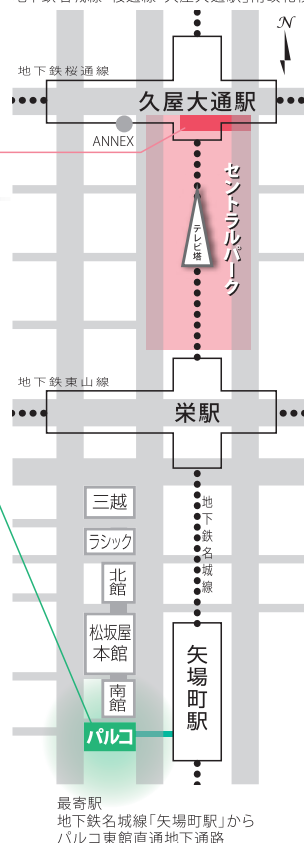 N
地下鉄桜通線
久屋大通駅
ANNEX
セントラルパーク
テレビ塔
地下鉄東山線
栄駅
三越
地下鉄名城線
ラシック
北館
松坂屋
本館
矢場町駅
南館
パルコ
最寄駅
地下鉄名城線「矢場町駅」から
パルコ東館直通地下通路